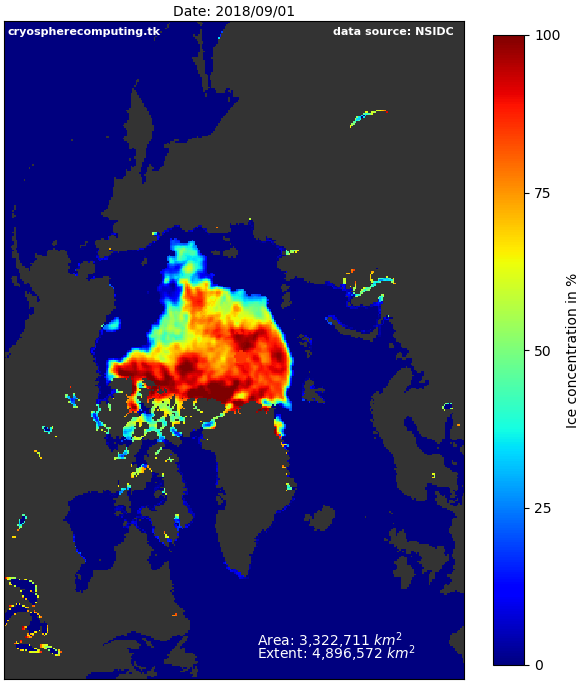 Date: 2018/09/01
cryospherecomputing.tk data source: NSIDC
100
75
50
25
0
Ice concentration in %
Area: 3,322,711 km²
Extent: 4,896,572 km²